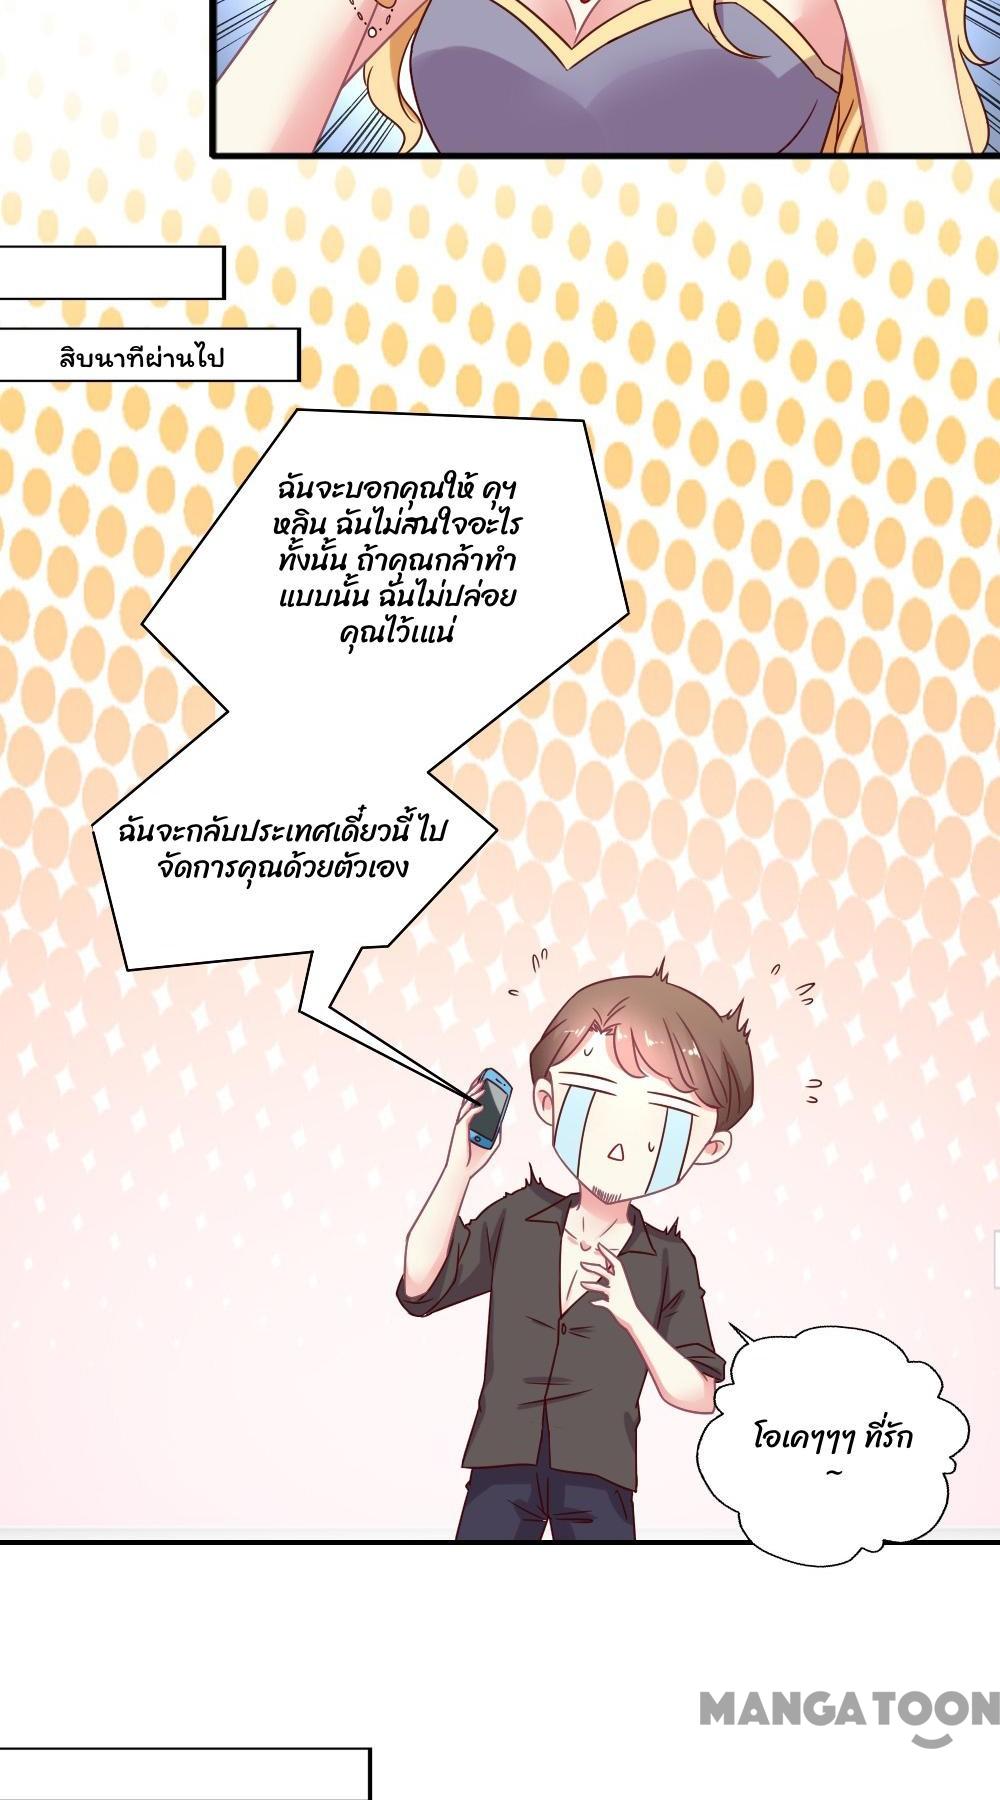 สิบนาทีผ่านไป
ฉันจะบอกคุณให้ คุฯ
หลิน ฉันไม่สนใจอะไร
ทั้งนั้น ถ้าคุณกล้าทำ
แบบนั้น ฉันไม่ปล่อย
คุณไว้แน่
ฉันจะกลับประเทศเดี๋ยวนี้ ไป
จัดการคุณด้วยตัวเอง
โอเคๆๆๆ ที่รัก
~
MANGATOON